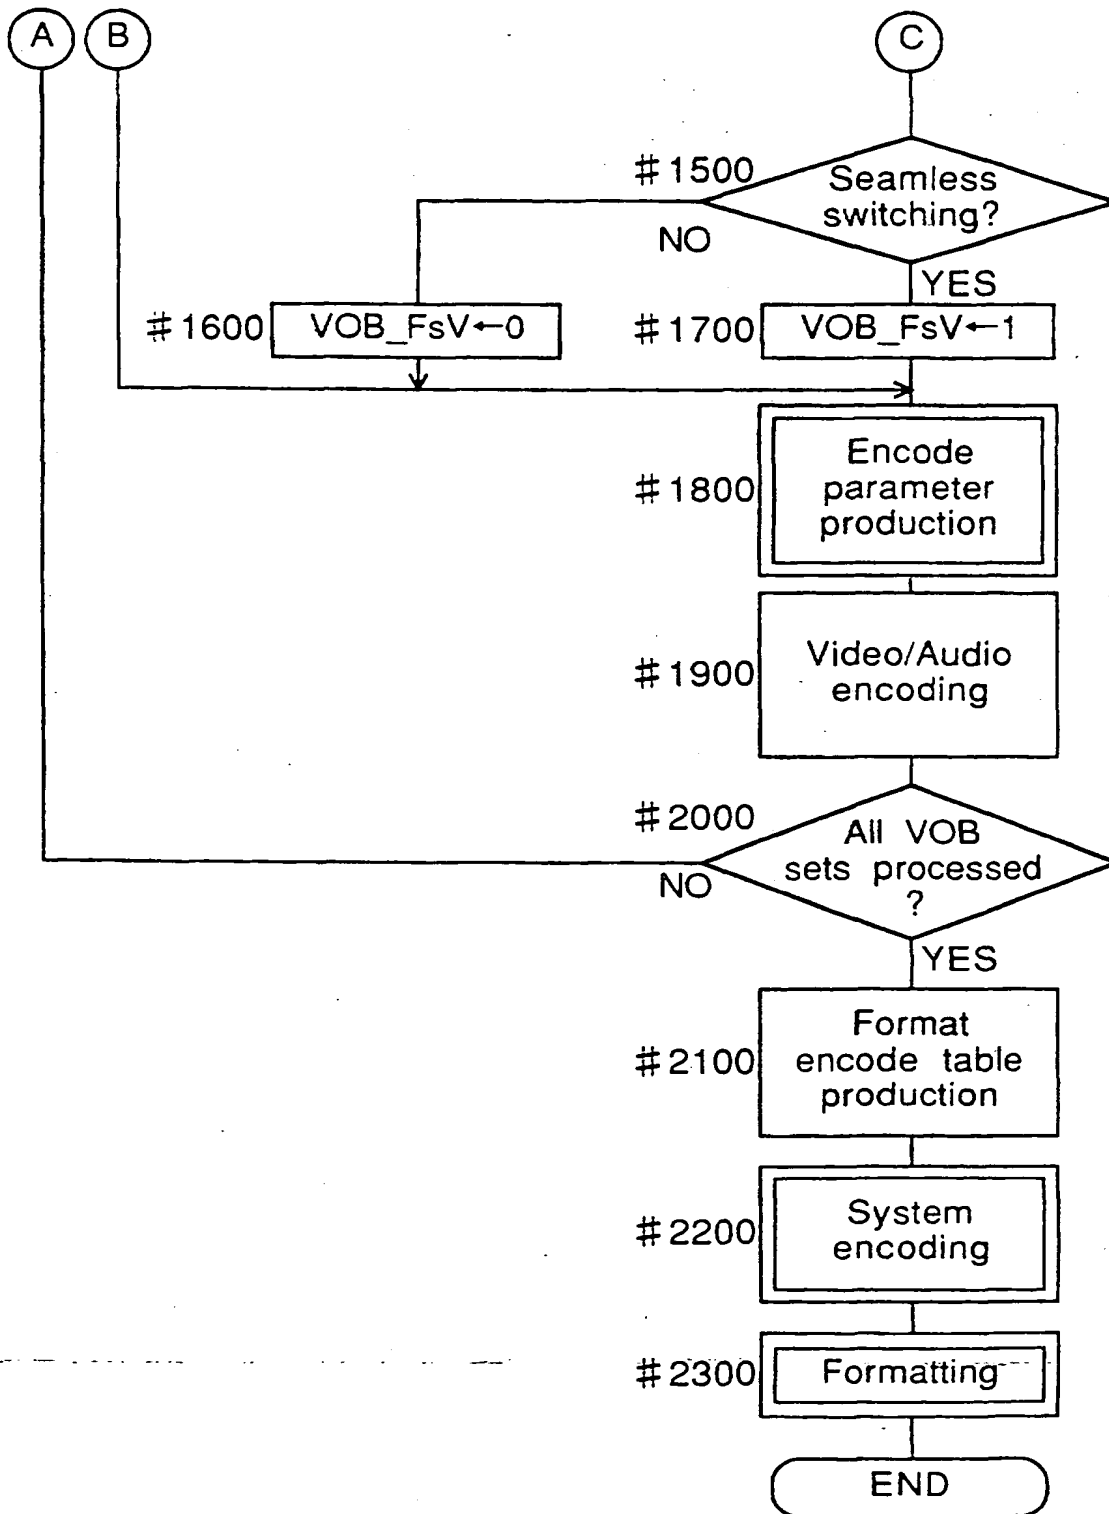 A B C
#1500 Seamless
switching?
NO
YES
#1600 VOB_FsV←0 #1700 VOB_FsV←1
Encode
#1800 parameter
production
Video/Audio
#1900 encoding
#2000
All VOB
sets processed
NO ?
YES
Format
#2100 encode table
production
System
#2200 encoding
#2300 Formatting
END